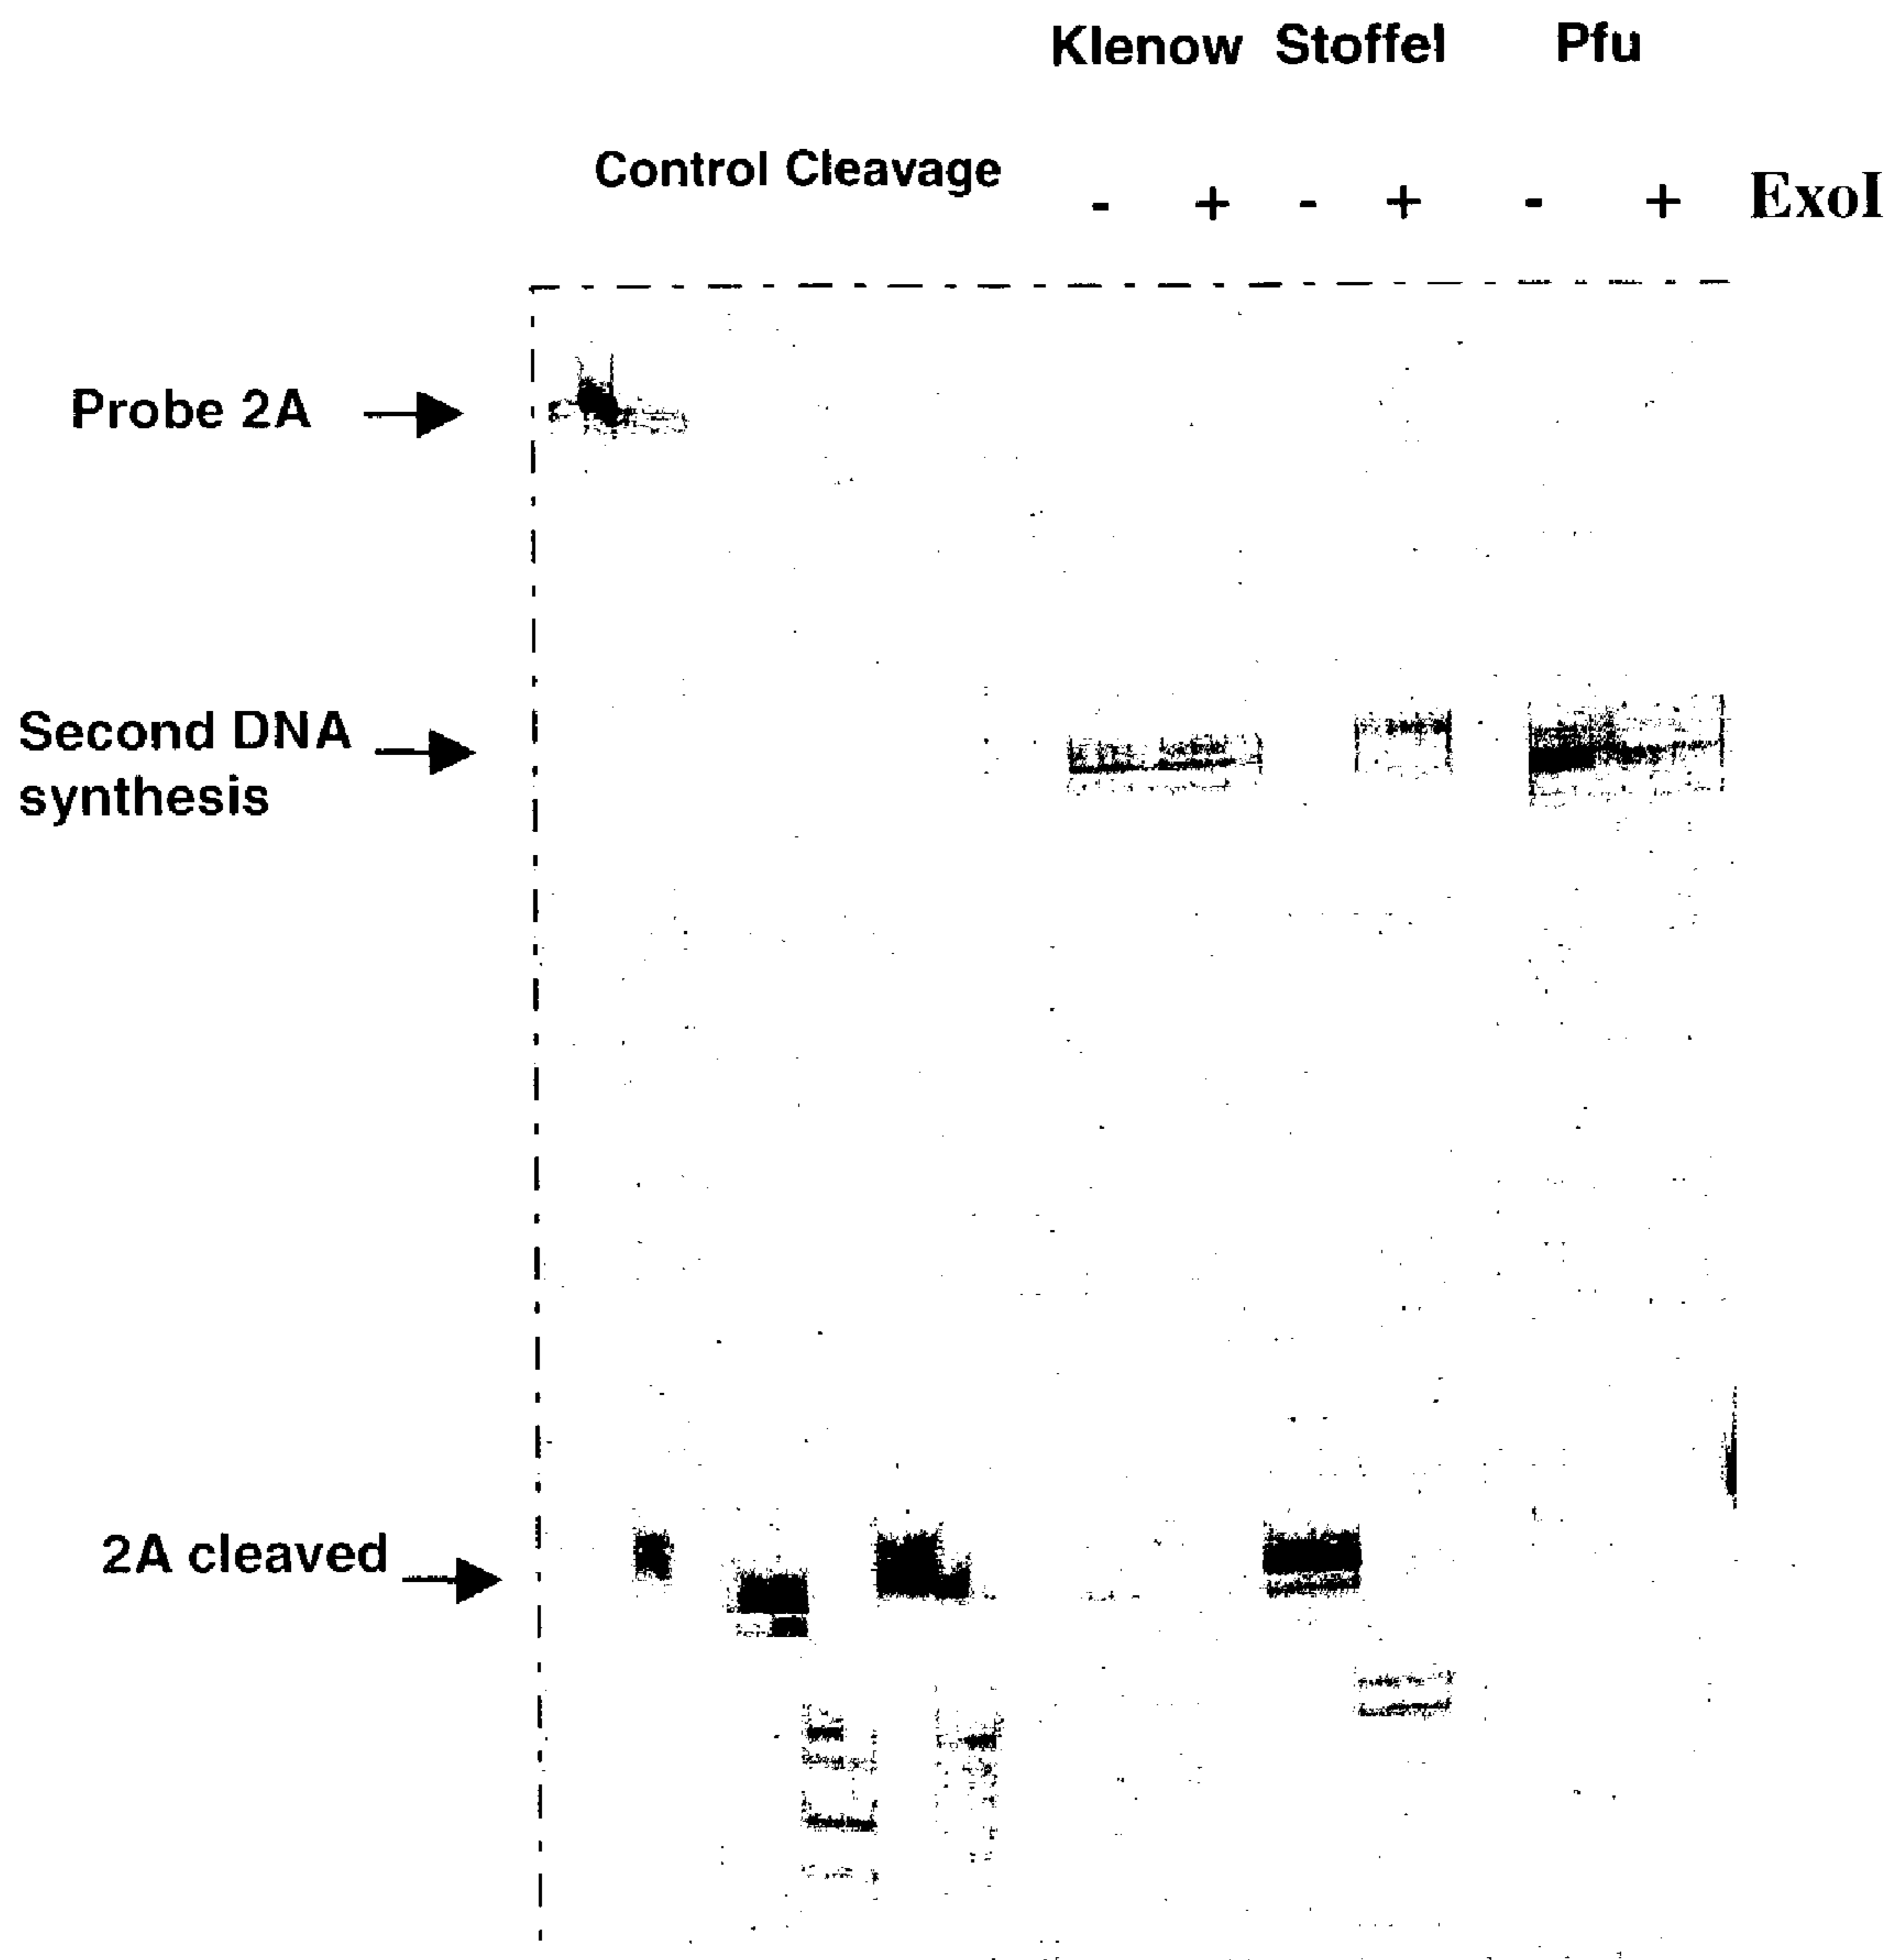 Klenow Stoffel Pfu
Control Cleavage
- + - + - + ExoI
Probe 2A
Second DNA
synthesis
2A cleaved